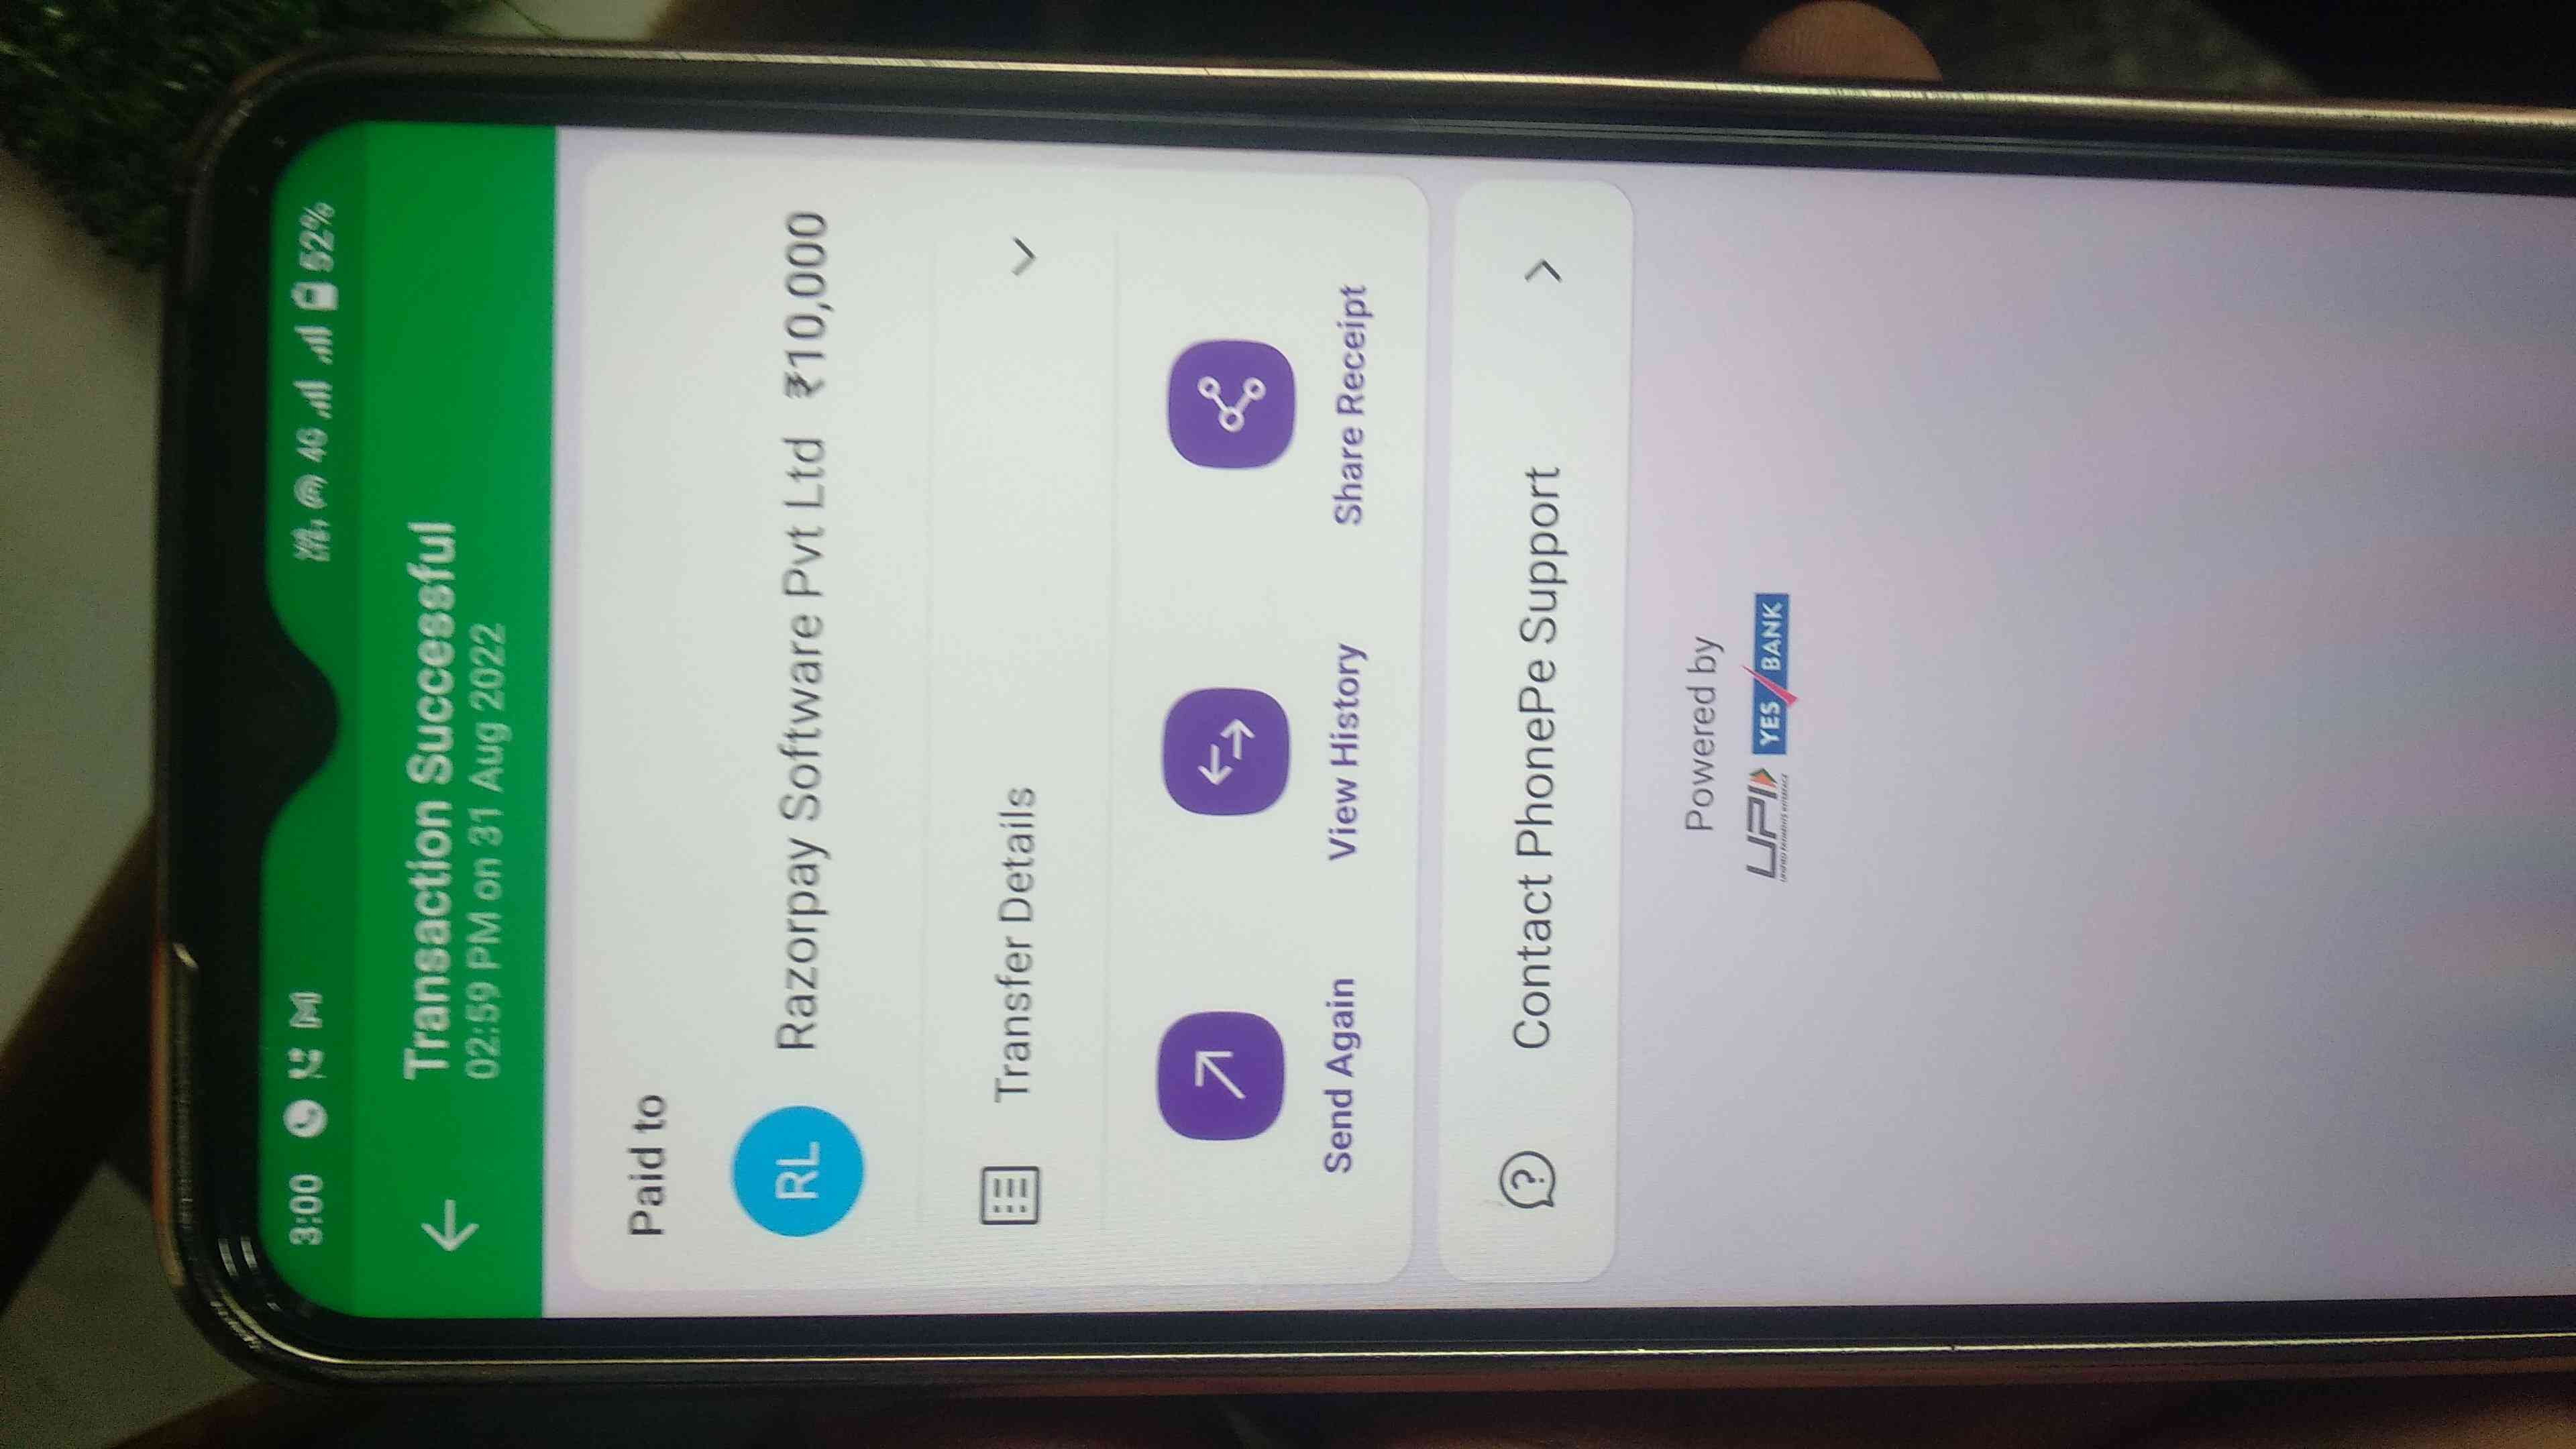 3:00 4G 52%
Transaction Successful
02:59 PM on 31 Aug 2022
Paid to
RL Razorpay Software Pvt Ltd ₹10,000
Transfer Details
Send Again View History Share Receipt
Contact PhonePe Support
Powered by
UPI YES BANK